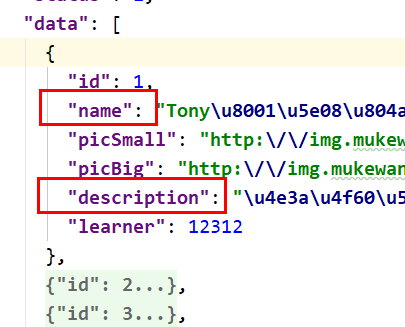 "data": [
{
"id": 1,
"name": "Tony\u8001\u5e08\u804a
"picSmall": "http:\/\/img.mukewa
"picBig": "http:\/\/img.mukewan
"description": "\u4e3a\u4f60\u5
"learner": 12312
},
{"id": 2...},
{"id": 3...},